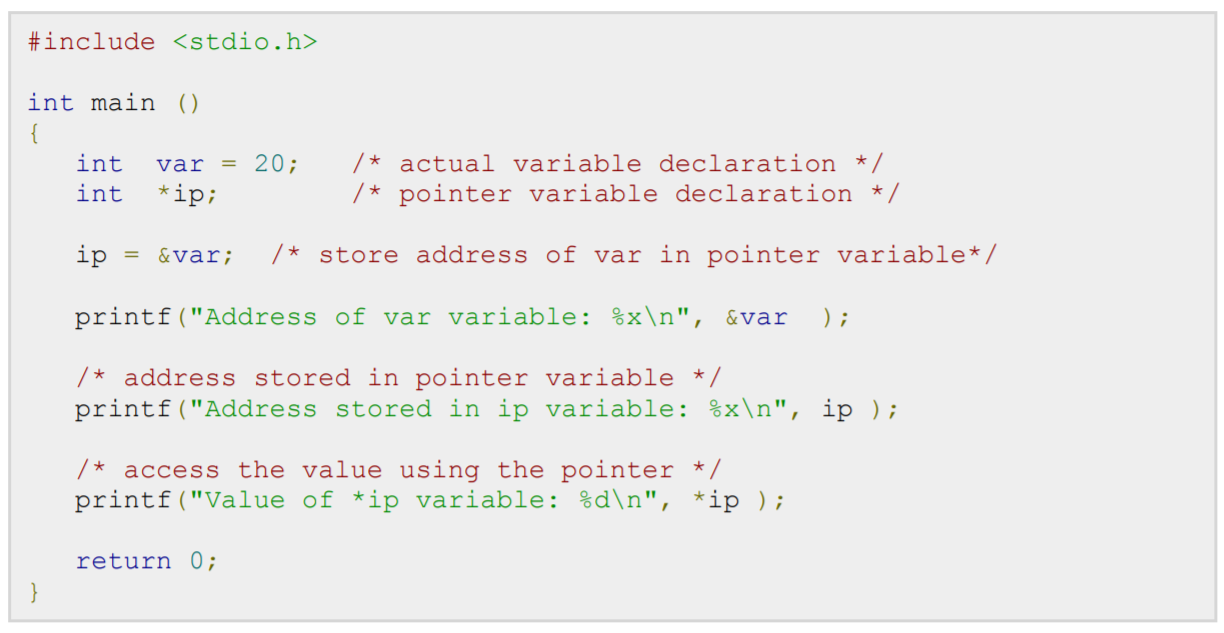 #include <stdio.h>
int main ()
{
int  var = 20;   /* actual variable declaration */
int  *ip;        /* pointer variable declaration */
ip = &var;  /* store address of var in pointer variable*/
printf("Address of var variable: %x\n", &var  );
/* address stored in pointer variable */
printf("Address stored in ip variable: %x\n", ip );
/* access the value using the pointer */
printf("Value of *ip variable: %d\n", *ip );
return 0;
}